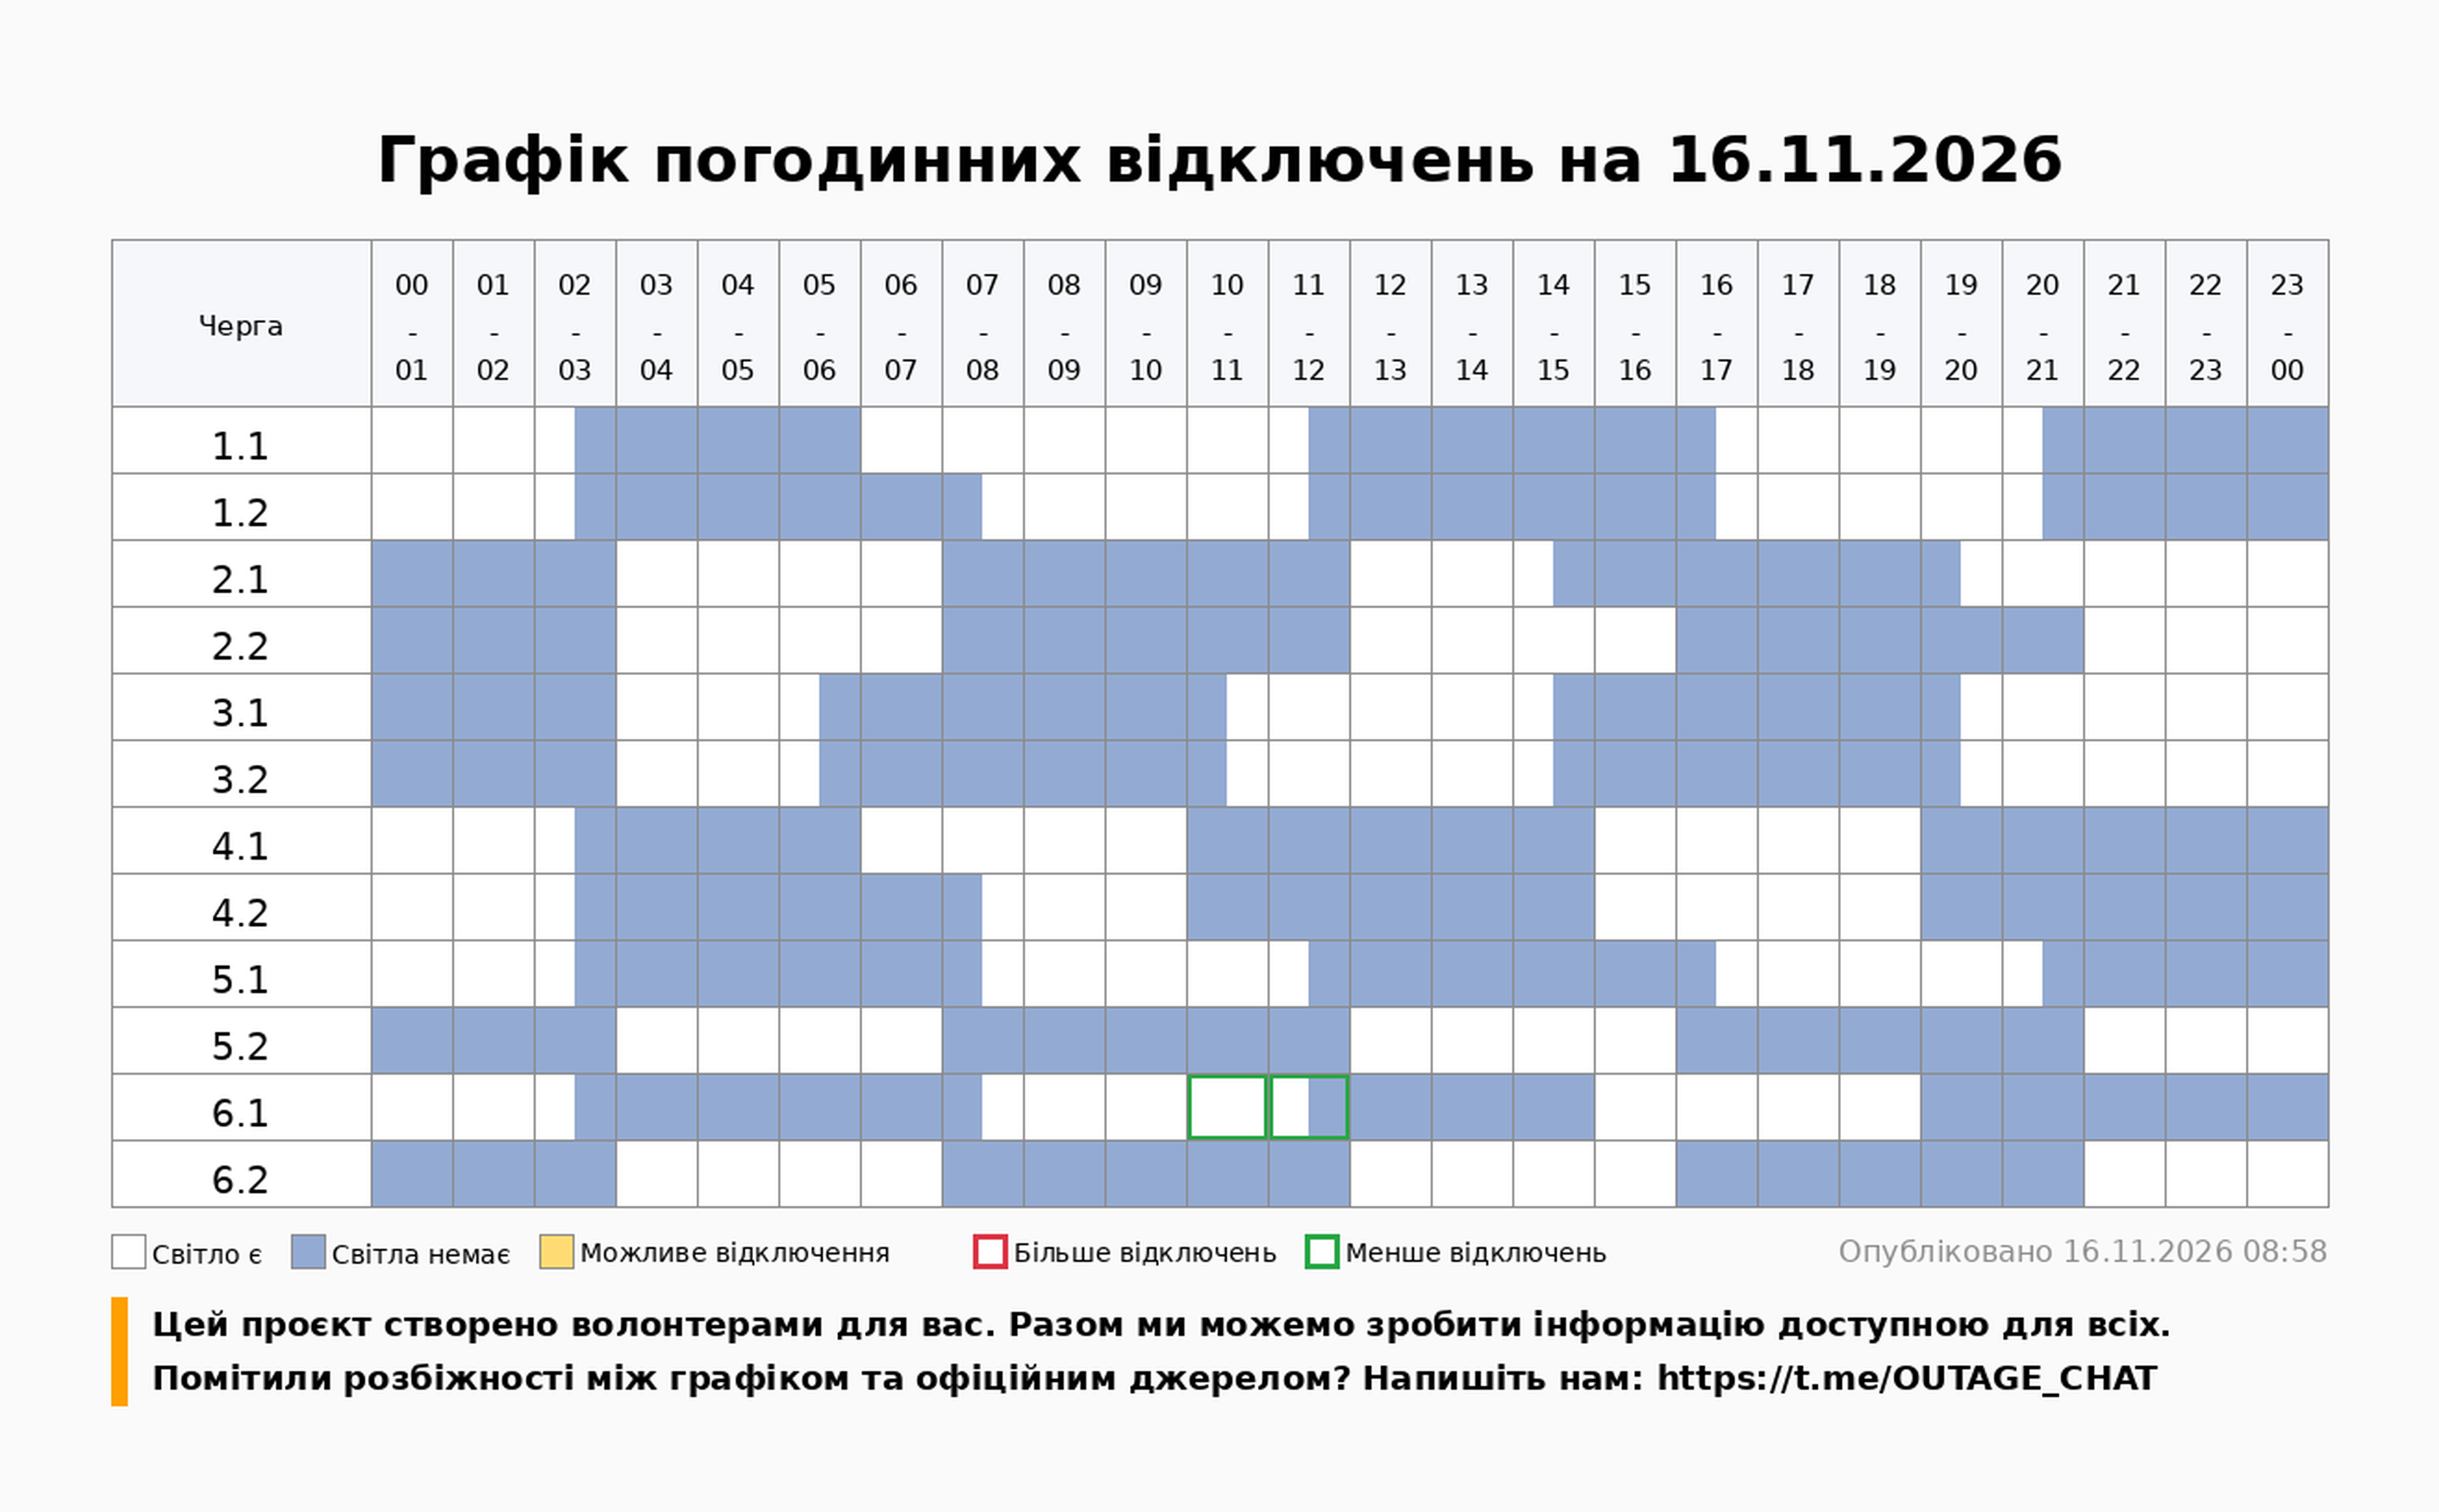 Графік погодинних відключень на 16.11.2026
Черга 00 - 01 01 - 02 02 - 03 03 - 04 04 - 05 05 - 06 06 - 07 07 - 08 08 - 09 09 - 10 10 - 11 11 - 12 12 - 13 13 - 14 14 - 15 15 - 16 16 - 17 17 - 18 18 - 19 19 - 20 20 - 21 21 - 22 22 - 23 23 - 00
1.1
1.2
2.1
2.2
3.1
3.2
4.1
4.2
5.1
5.2
6.1
6.2
Світло є Світла немає Можливе відключення Більше відключень Менше відключень Опубліковано 16.11.2026 08:58
Цей проєкт створено волонтерами для вас. Разом ми можемо зробити інформацію доступною для всіх.
Помітили розбіжності між графіком та офіційним джерелом? Напишіть нам: https://t.me/OUTAGE_CHAT